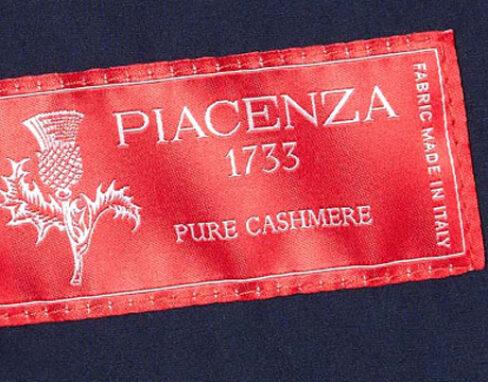 PIACENZA
1733
PURE CASHMERE
FABRIC MADE IN ITALY